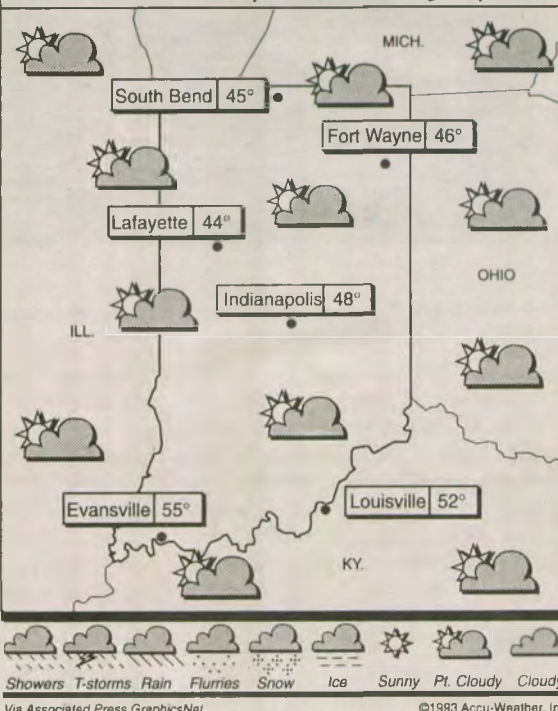 MICH.
South Bend 45°
Fort Wayne 46°
Lafayette 44°
OHIO
Indianapolis 48°
ILL.
Evansville 55°
Louisville 52°
KY.
Showers T-storms Rain Flurries Snow Ice Sunny Pt. Cloudy Cloudy
Via Associated Press GraphicsNet
©1993 Accu-Weather, In